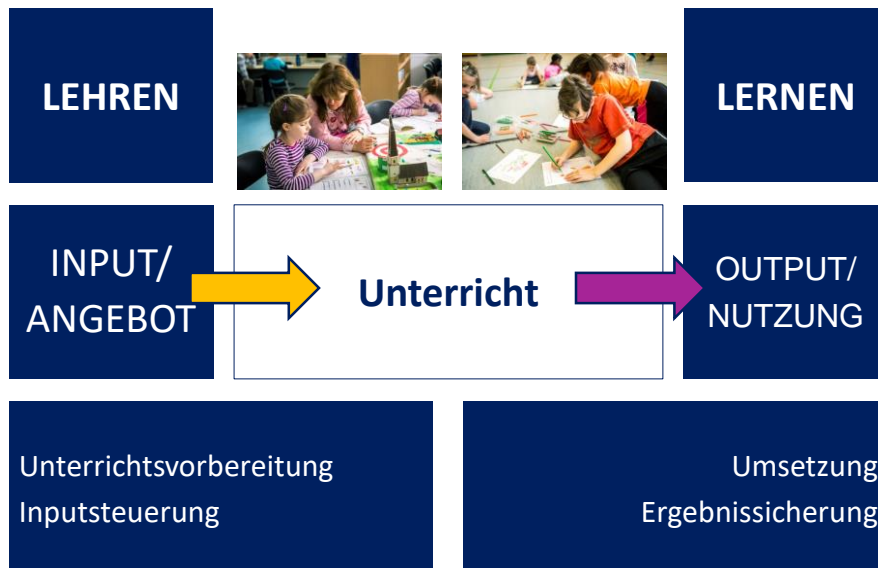 LEHREN
LERNEN
INPUT/
ANGEBOT
Unterricht
OUTPUT/
NUTZUNG
Unterrichtsvorbereitung
Inputsteuerung
Umsetzung
Ergebnissicherung